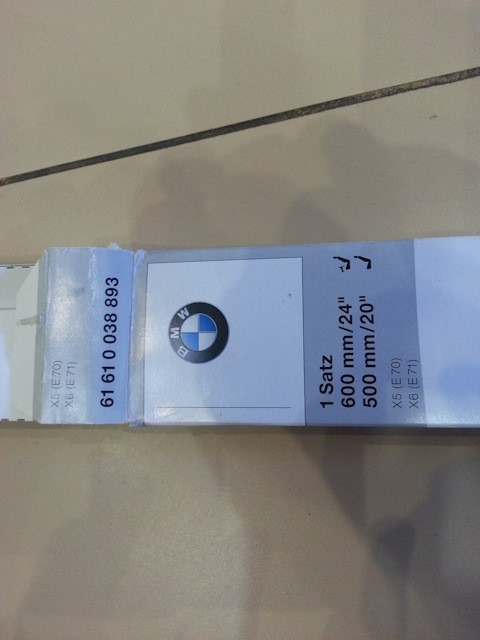 X5 (E70)
X6 (E71)
61 61 0 038 893
BMW
1 Satz
600 mm/24"
500 mm/20"
X5 (E70)
X6 (E71)